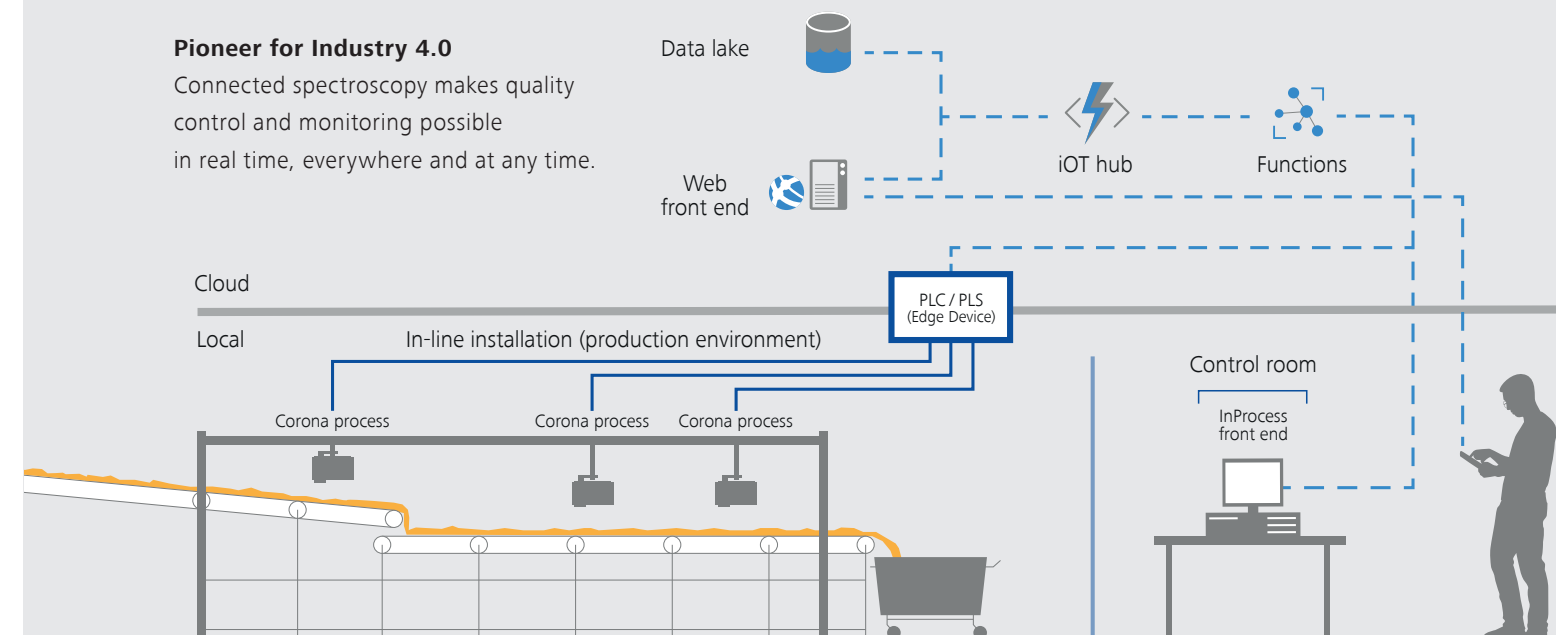 Pioneer for Industry 4.0
Connected spectroscopy makes quality
control and monitoring possible
in real time, everywhere and at any time.
Data lake
iOT hub
Functions
Web
front end
Cloud
PLC / PLS
(Edge Device)
Local
In-line installation (production environment)
Control room
Corona process
Corona process
Corona process
InProcess
front end